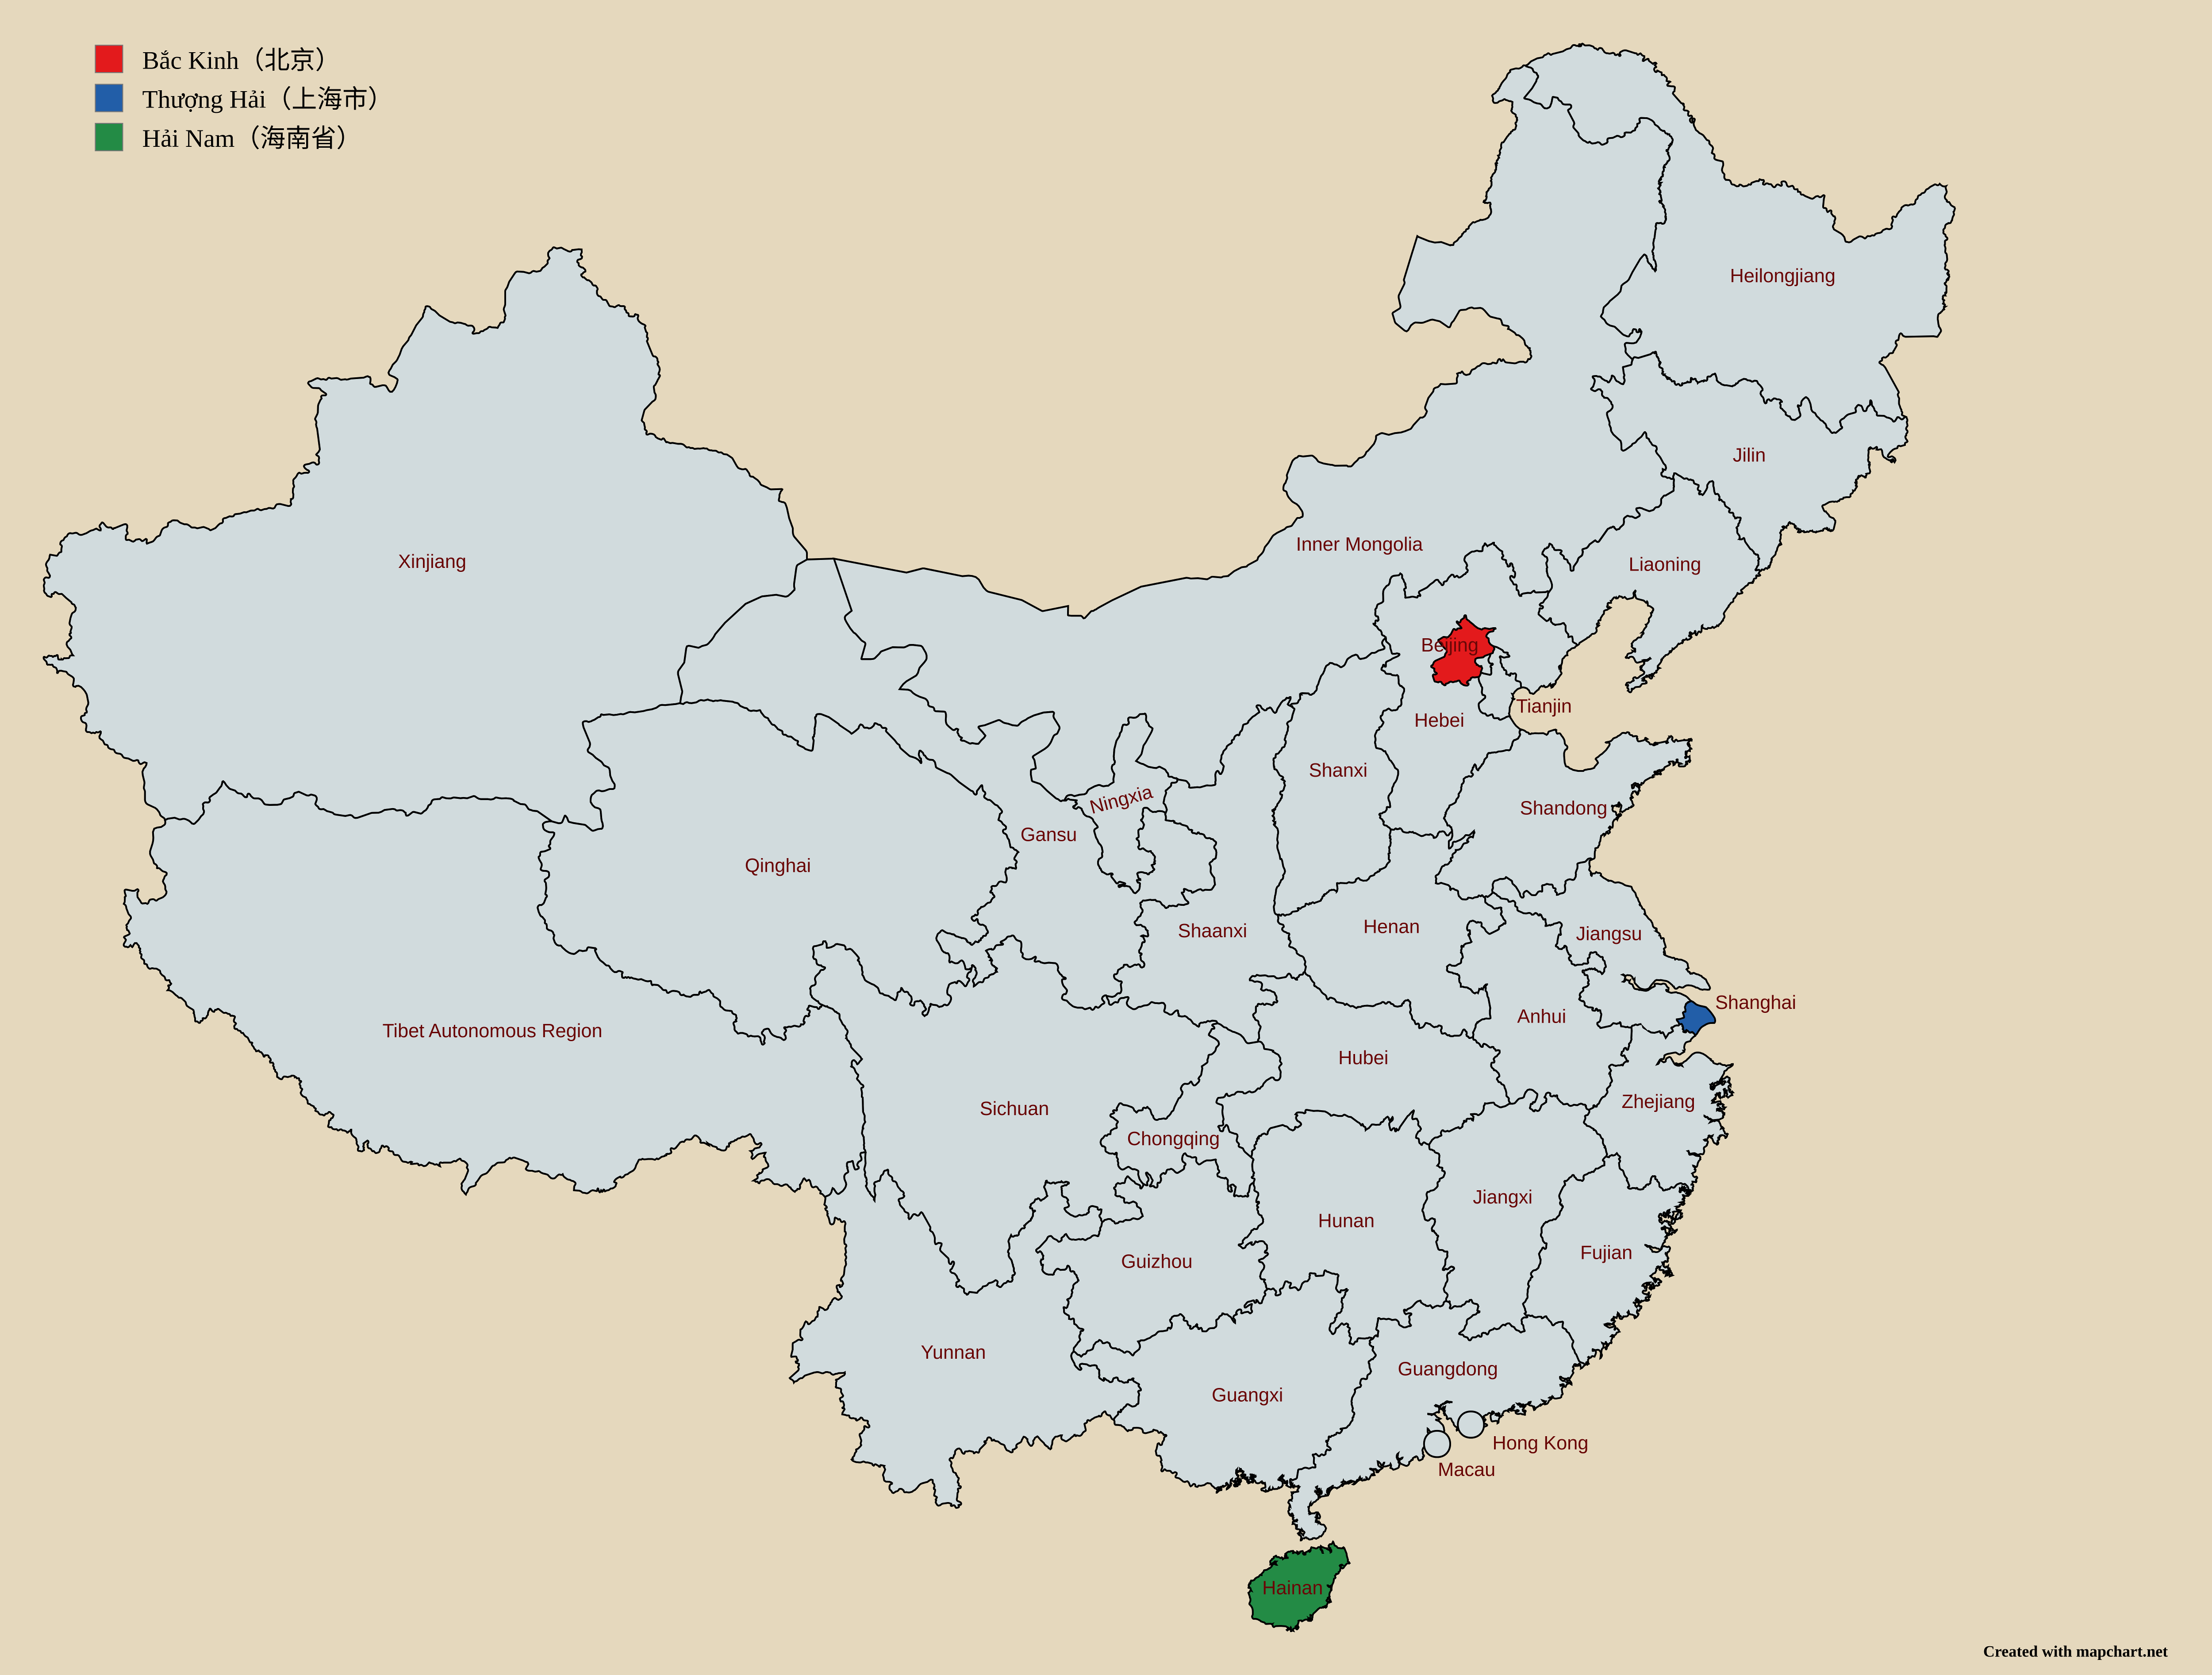 Bắc Kinh（北京）
Thượng Hải（上海市）
Hải Nam（海南省）
Heilongjiang
Jilin
Inner Mongolia
Xinjiang
Liaoning
Beijing
Tianjin
Hebei
Shanxi
Ningxia
Shandong
Gansu
Qinghai
Henan
Shaanxi
Jiangsu
Shanghai
Anhui
Tibet Autonomous Region
Hubei
Zhejiang
Sichuan
Chongqing
Jiangxi
Hunan
Fujian
Guizhou
Yunnan
Guangdong
Guangxi
Hong Kong
Macau
Hainan
Created with mapchart.net